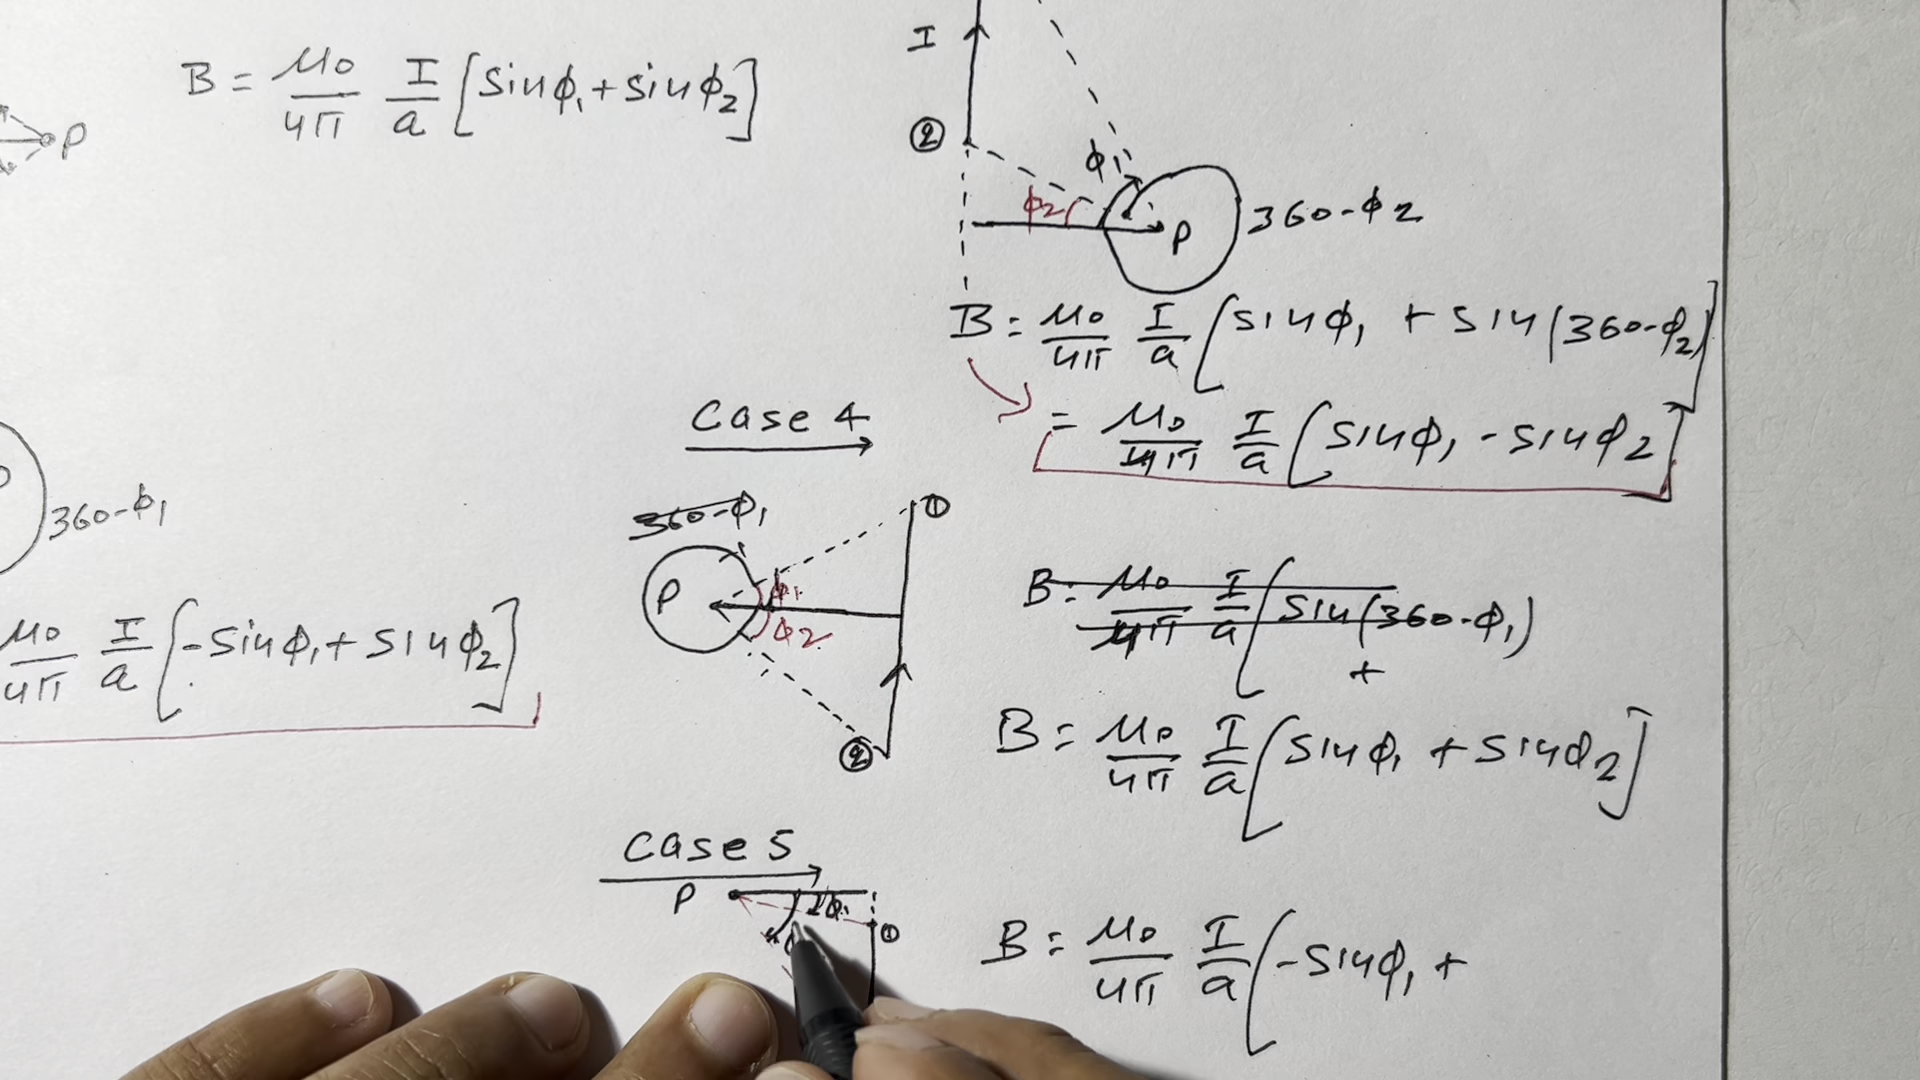 B = μ0/4π I/a [sinφ1 + sinφ2]
P
I
②
φ1
φ2
P
360-φ2
B = μ0/4π I/a [sinφ1 + sin(360-φ2)]
= μ0/4π I/a [sinφ1 - sinφ2]
360-φ1
μ0/4π I/a [-sinφ1 + sinφ2]
Case 4
360-φ1
①
P
φ1
φ2
②
B = μ0/4π I/a [sin(360-φ1)
+
B = μ0/4π I/a [sinφ1 + sinφ2]
Case 5
P
φ1
①
B = μ0/4π I/a [-sinφ1 +